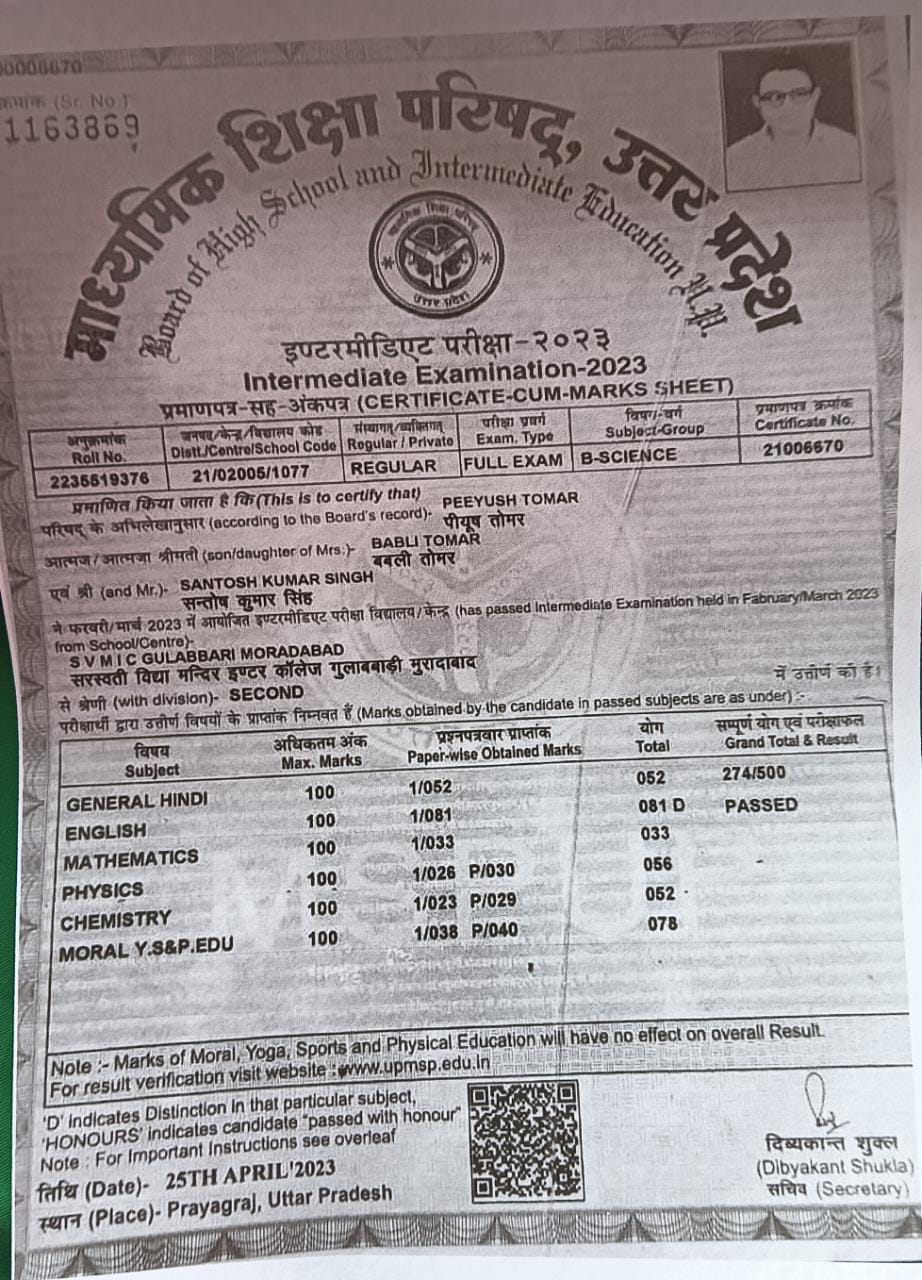 00006670
क्रमांक (Sr. No.)
1163869
माध्यमिक शिक्षा परिषद्, उत्तर प्रदेश
Board of High School and Intermediate Education U.P.
माध्यमिक शिक्षा परिषद्
उत्तर प्रदेश
इण्टरमीडिएट परीक्षा-२०२३
Intermediate Examination-2023
प्रमाणपत्र-सह-अंकपत्र (CERTIFICATE-CUM-MARKS SHEET)
अनुक्रमांक जनपद/केन्द्र/विद्यालय कोड संस्थागत/व्यक्तिगत परीक्षा प्रवर्ग विषय-वर्ग प्रमाणपत्र क्रमांक
Roll No. Distt./Centre/School Code Regular / Private Exam. Type Subject-Group Certificate No.
2235519376 21/02005/1077 REGULAR FULL EXAM B-SCIENCE 21006670
प्रमाणित किया जाता है कि(This is to certify that) PEEYUSH TOMAR
परिषद् के अभिलेखानुसार (according to the Board's record)- पीयूष तोमर
आत्मज/आत्मजा श्रीमती (son/daughter of Mrs.)- BABLI TOMAR
बबली तोमर
एवं श्री (and Mr.)- SANTOSH KUMAR SINGH
सन्तोष कुमार सिंह
ने फरवरी/मार्च 2023 में आयोजित इण्टरमीडिएट परीक्षा विद्यालय/केन्द्र (has passed Intermediate Examination held in Fabruary/March 2023
from School/Centre)-
S V M I C GULABBARI MORADABAD
सरस्वती विद्या मन्दिर इण्टर कॉलेज गुलाबबाड़ी मुरादाबाद
से श्रेणी (with division)- SECOND में उत्तीर्ण की है।
परीक्षार्थी द्वारा उत्तीर्ण विषयों के प्राप्तांक निम्नवत हैं (Marks obtained by the candidate in passed subjects are as under) :-
विषय अधिकतम अंक प्रश्नपत्रवार प्राप्तांक योग सम्पूर्ण योग एवं परीक्षाफल
Subject Max. Marks Paper-wise Obtained Marks Total Grand Total & Result
GENERAL HINDI 100 1/052 052 274/500
ENGLISH 100 1/081 081 D PASSED
MATHEMATICS 100 1/033 033
PHYSICS 100 1/026 P/030 056
CHEMISTRY 100 1/023 P/029 052
MORAL Y.S&P.EDU 100 1/038 P/040 078
Note :- Marks of Moral, Yoga, Sports and Physical Education will have no effect on overall Result.
For result verification visit website : www.upmsp.edu.in
'D' indicates Distinction in that particular subject,
'HONOURS' indicates candidate "passed with honour"
Note : For Important Instructions see overleaf
तिथि (Date)- 25TH APRIL'2023
स्थान (Place)- Prayagraj, Uttar Pradesh
दिव्यकान्त शुक्ल
(Dibyakant Shukla)
सचिव (Secretary)